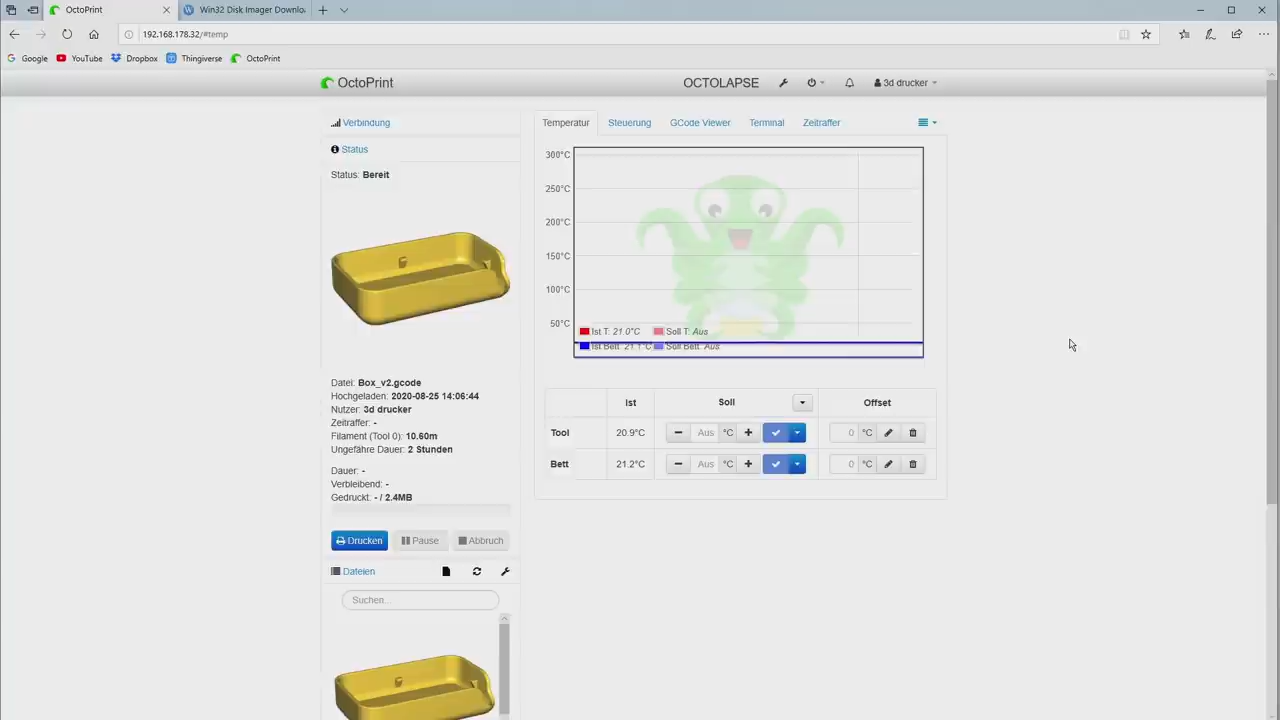 OctoPrint
Win32 Disk Imager Downloa
192.168.178.32/#temp
Google YouTube Dropbox Thingiverse OctoPrint
OctoPrint
OCTOLAPSE
3d drucker
Verbindung
Status
Status: Bereit
Datei: Box_v2.gcode
Hochgeladen: 2020-08-25 14:06:44
Nutzer: 3d drucker
Zeitraffer: -
Filament (Tool 0): 10.60m
Ungefähre Dauer: 2 Stunden
Dauer: -
Verbleibend: -
Gedruckt: - / 2.4MB
Drucken Pause Abbruch
Dateien
Suchen...
Temperatur Steuerung GCode Viewer Terminal Zeitraffer
300°C
250°C
200°C
150°C
100°C
50°C
Ist T: 21.0°C Soll T: Aus
Ist Bett: 21.1°C Soll Bett: Aus
Ist Soll Offset
Tool 20.9°C Aus °C 0 °C
Bett 21.2°C Aus °C 0 °C